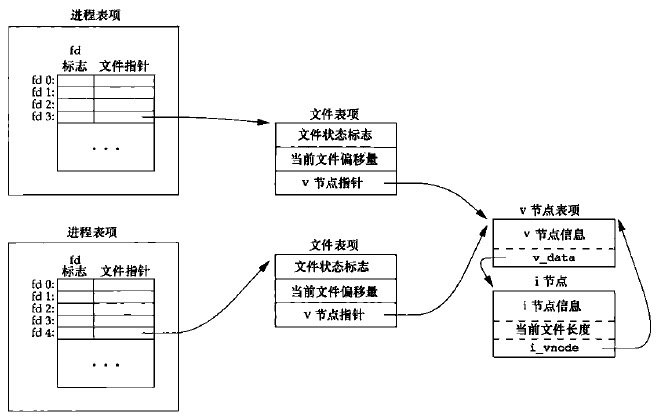 进程表项
fd
标志 文件指针
fd 0:
fd 1:
fd 2:
fd 3:
...
文件表项
文件状态标志
当前文件偏移量
v 节点指针
进程表项
fd
标志 文件指针
fd 0:
fd 1:
fd 2:
fd 3:
fd 4:
...
文件表项
文件状态标志
当前文件偏移量
v 节点指针
v 节点表项
v 节点信息
v_data
i 节点
i 节点信息
当前文件长度
i_vnode